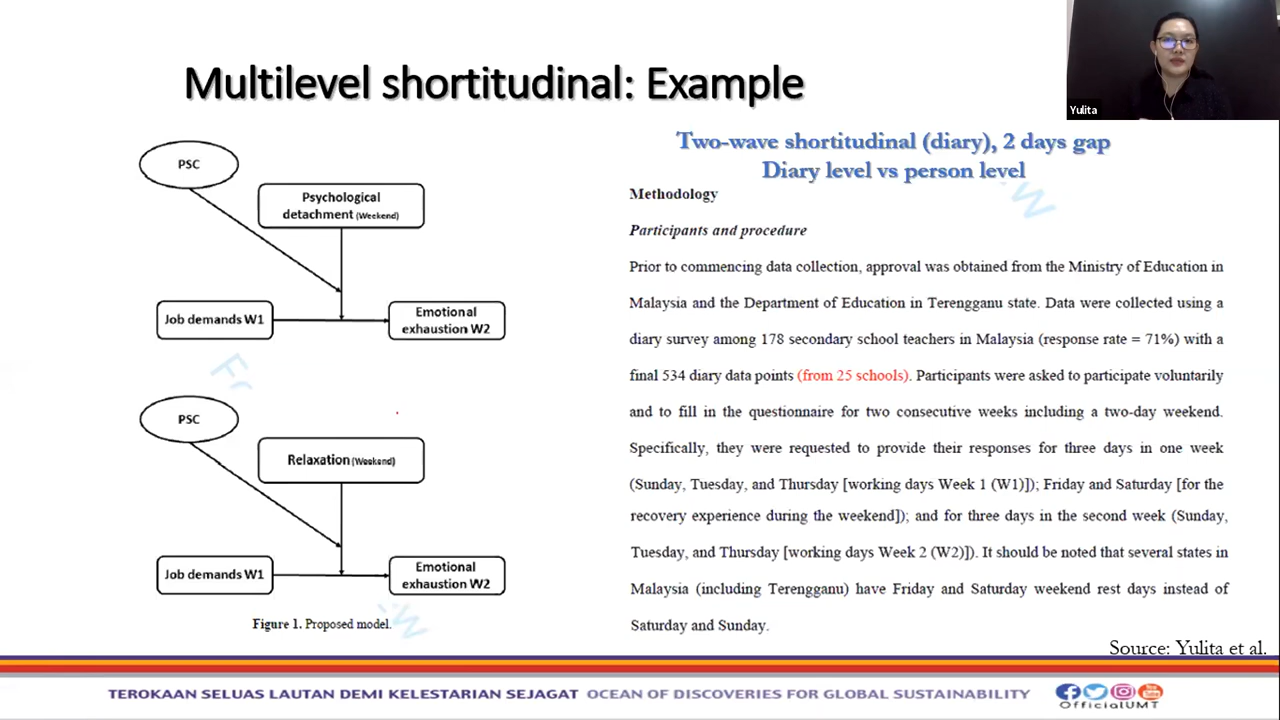 Multilevel shortitudinal: Example
Yulita
PSC
Psychological
detachment (Weekend)
Job demands W1
Emotional
exhaustion W2
PSC
Relaxation (Weekend)
Job demands W1
Emotional
exhaustion W2
Figure 1. Proposed model.
Two-wave shortitudinal (diary), 2 days gap
Diary level vs person level
Methodology
Participants and procedure
Prior to commencing data collection, approval was obtained from the Ministry of Education in
Malaysia and the Department of Education in Terengganu state. Data were collected using a
diary survey among 178 secondary school teachers in Malaysia (response rate = 71%) with a
final 534 diary data points (from 25 schools). Participants were asked to participate voluntarily
and to fill in the questionnaire for two consecutive weeks including a two-day weekend.
Specifically, they were requested to provide their responses for three days in one week
(Sunday, Tuesday, and Thursday [working days Week 1 (W1)]); Friday and Saturday [for the
recovery experience during the weekend]); and for three days in the second week (Sunday,
Tuesday, and Thursday [working days Week 2 (W2)]). It should be noted that several states in
Malaysia (including Terengganu) have Friday and Saturday weekend rest days instead of
Saturday and Sunday.
Source: Yulita et al.
TEROKAAN SELUAS LAUTAN DEMI KELESTARIAN SEJAGAT OCEAN OF DISCOVERIES FOR GLOBAL SUSTAINABILITY
OfficialUMT